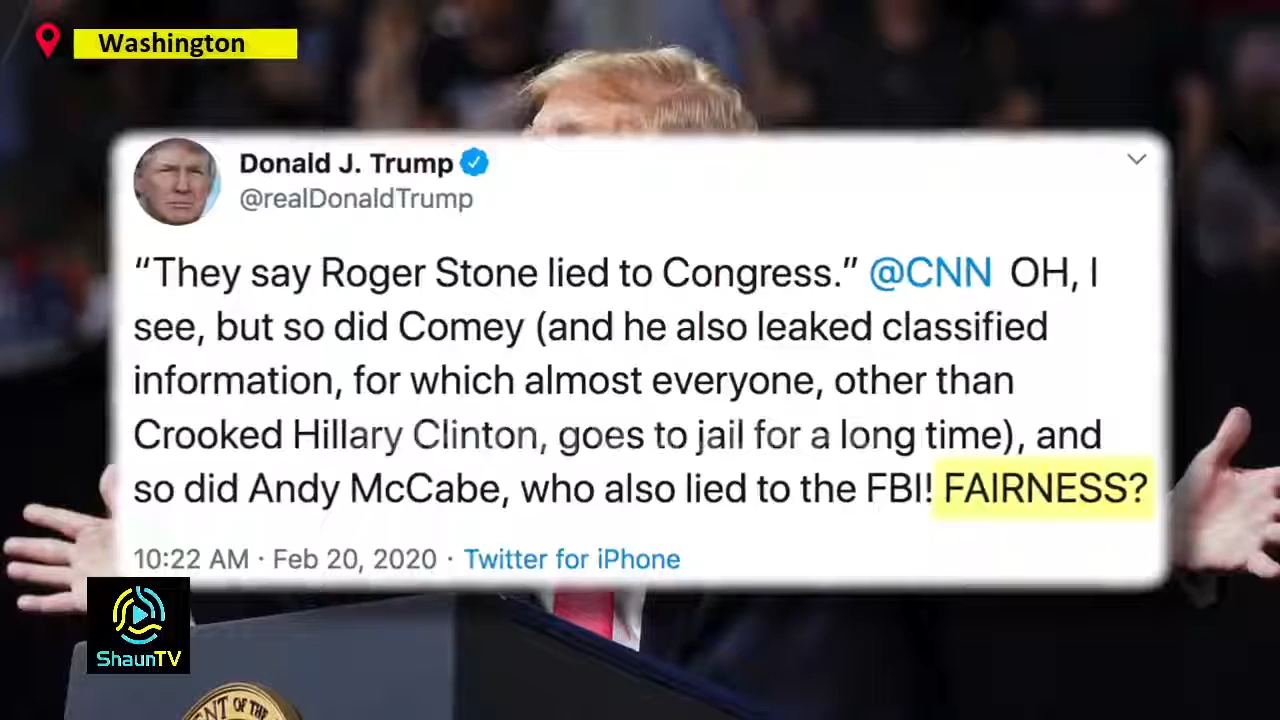 Washington
Donald J. Trump
@realDonaldTrump
“They say Roger Stone lied to Congress.” @CNN OH, I
see, but so did Comey (and he also leaked classified
information, for which almost everyone, other than
Crooked Hillary Clinton, goes to jail for a long time), and
so did Andy McCabe, who also lied to the FBI! FAIRNESS?
10:22 AM · Feb 20, 2020 · Twitter for iPhone
ShaunTV
NT OF THE